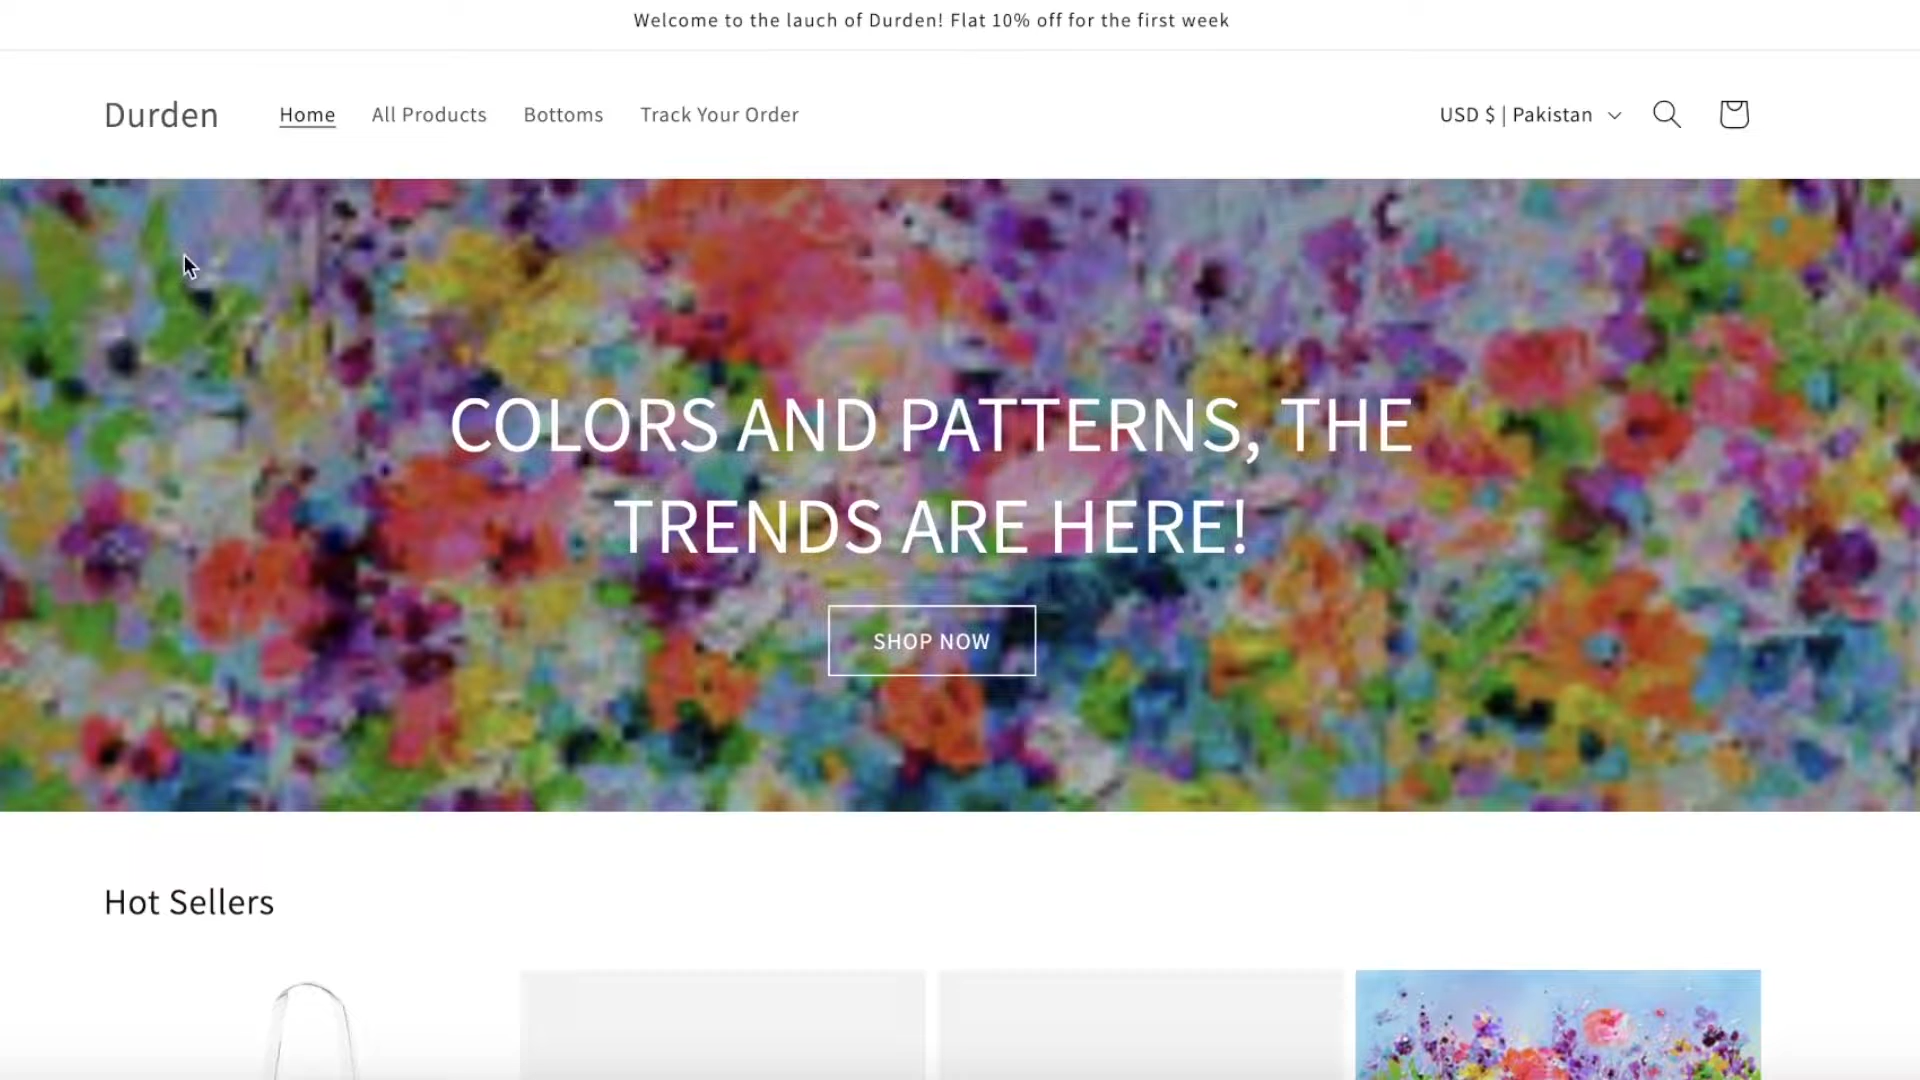 Welcome to the lauch of Durden! Flat 10% off for the first week
Durden
Home
All Products
Bottoms
Track Your Order
USD $ | Pakistan
COLORS AND PATTERNS, THE
TRENDS ARE HERE!
SHOP NOW
Hot Sellers